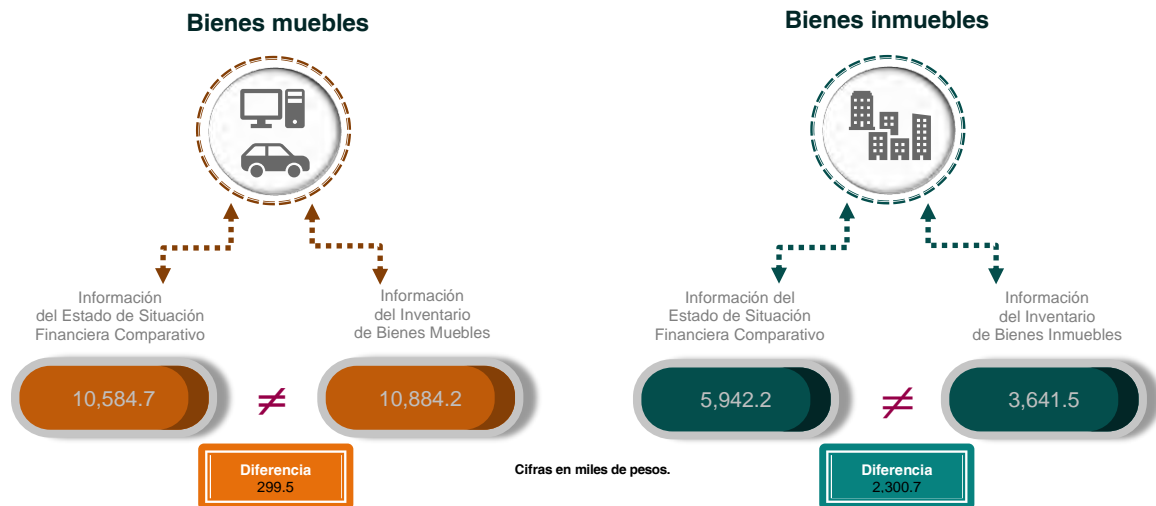 Bienes muebles
Información
del Estado de Situación
Financiera Comparativo
Información
del Inventario
de Bienes Muebles
10,584.7
≠
10,884.2
Diferencia
299.5
Cifras en miles de pesos.
Bienes inmuebles
Información del
Estado de Situación
Financiera Comparativo
Información
del Inventario
de Bienes Inmuebles
5,942.2
≠
3,641.5
Diferencia
2,300.7